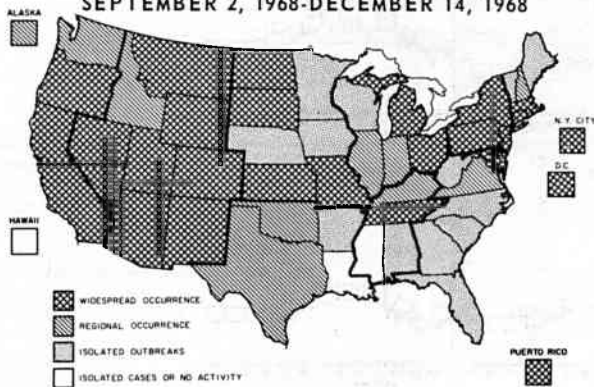 SEPTEMBER 2, 1968-DECEMBER 14, 1968
ALASKA
N.Y. CITY
D.C.
HAWAII
WIDESPREAD OCCURRENCE
REGIONAL OCCURRENCE
ISOLATED OUTBREAKS
ISOLATED CASES OR NO ACTIVITY
PUERTO RICO